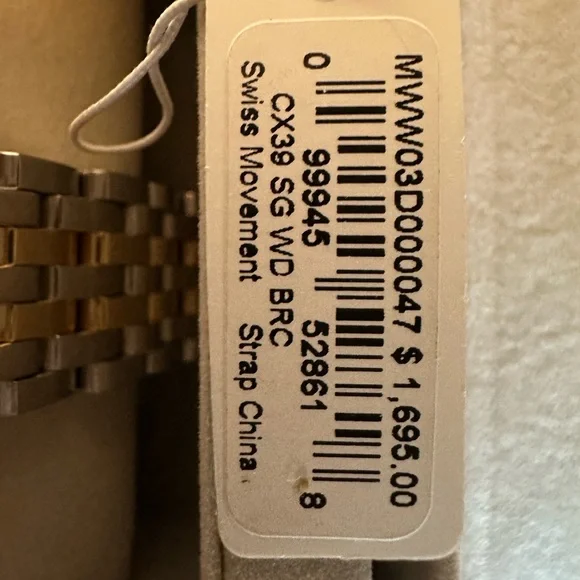 MWW03D000047 $ 1,695.00
0 99945 52861 8
CX39 SG WD BRC
Swiss Movement Strap China